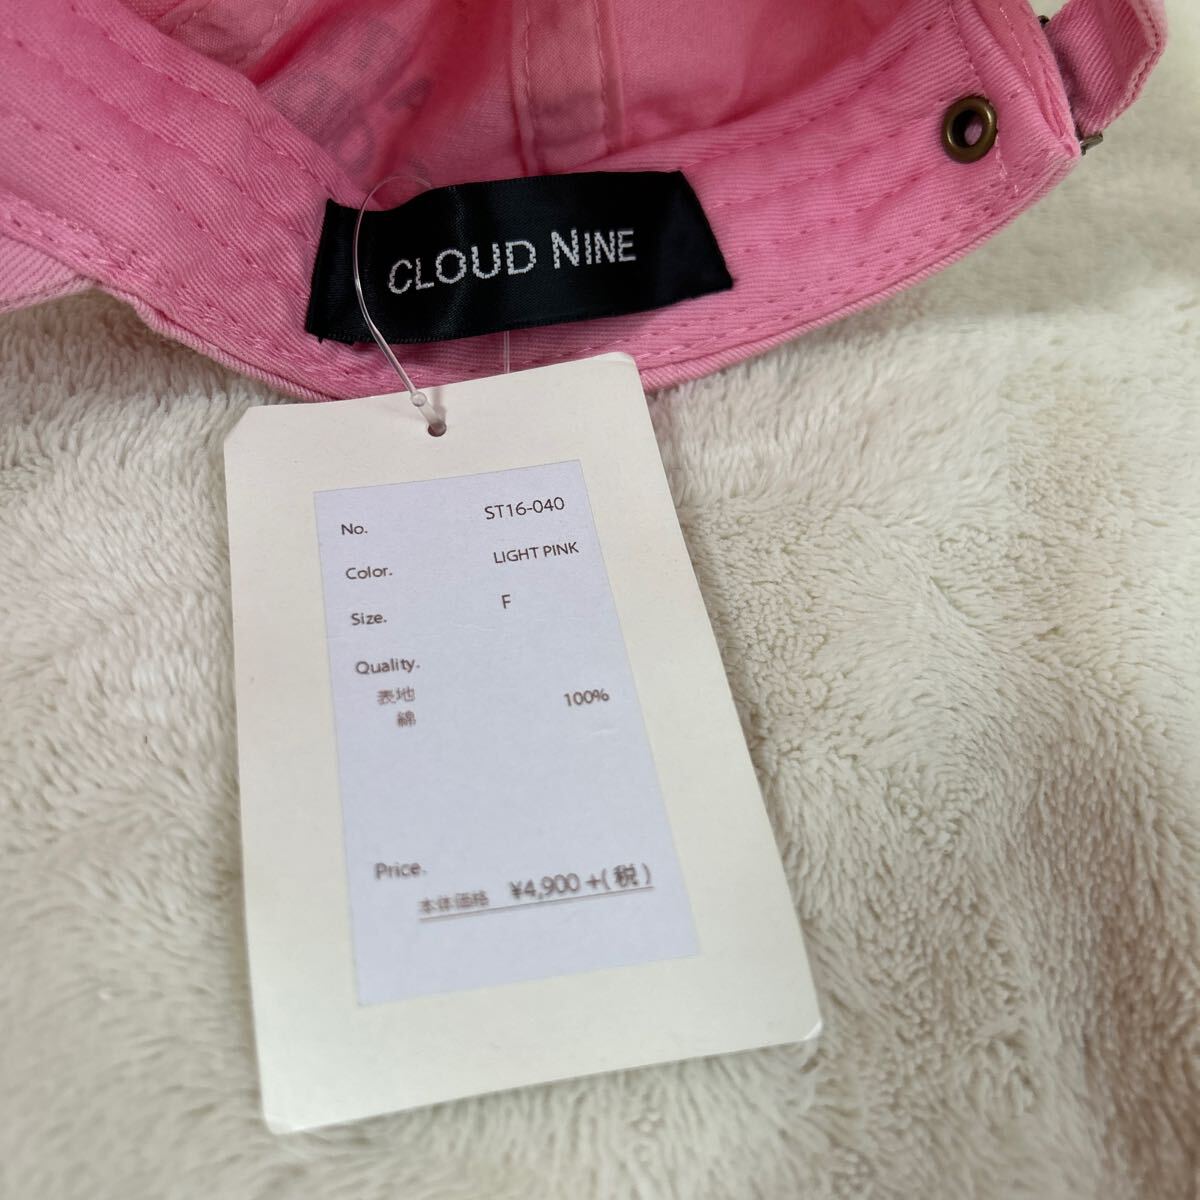 CLOUD NINE
No. ST16-040
Color. LIGHT PINK
Size. F
Quality.
表地
綿 100%
Price.
本体価格 ¥4,900+(税)